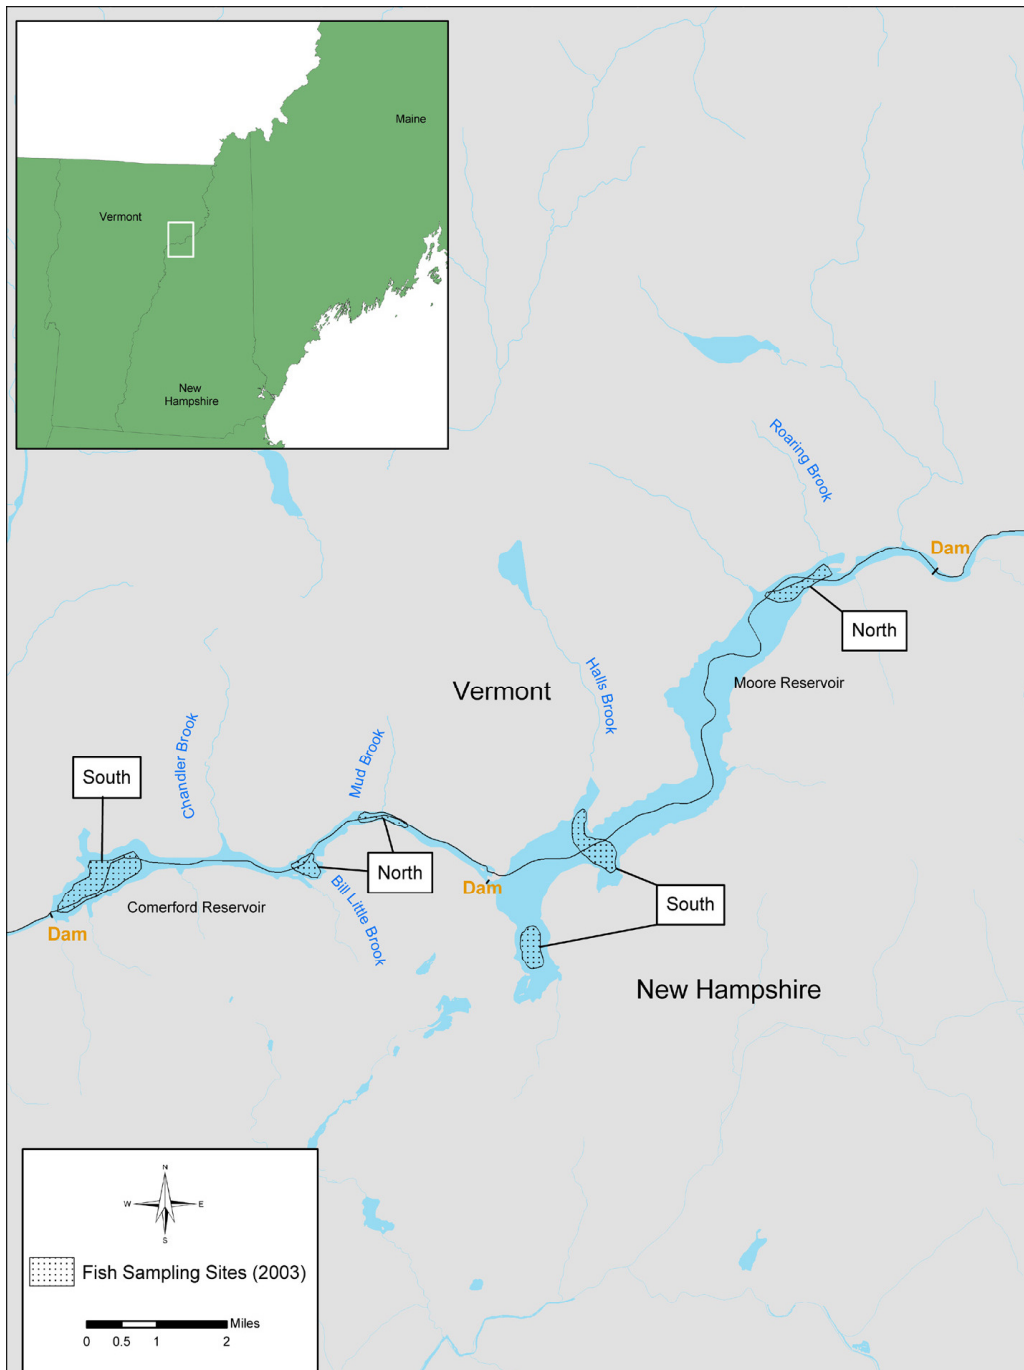 Maine
Vermont
New
Hampshire
Roaring Brook
Dam
North
Moore Reservoir
Halls Brook
Vermont
Mud Brook
Chandler Brook
South
North
Dam
Bill Little Brook
Comerford Reservoir
South
Dam
New Hampshire
N
W
E
S
Fish Sampling Sites (2003)
Miles
0 0.5 1 2